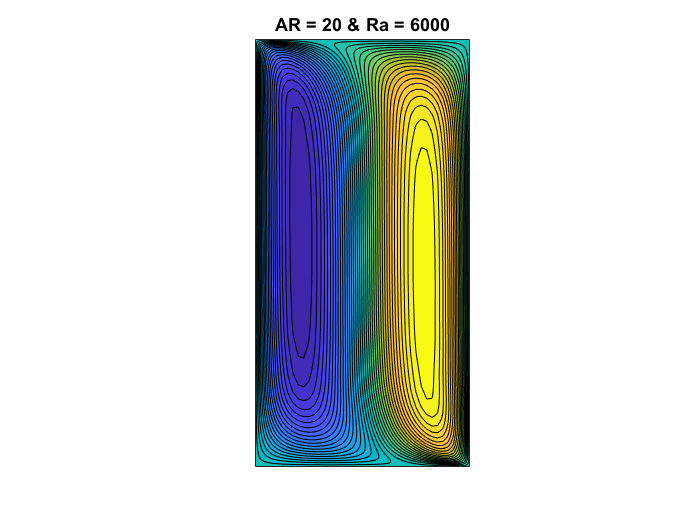 AR = 20 & Ra = 6000